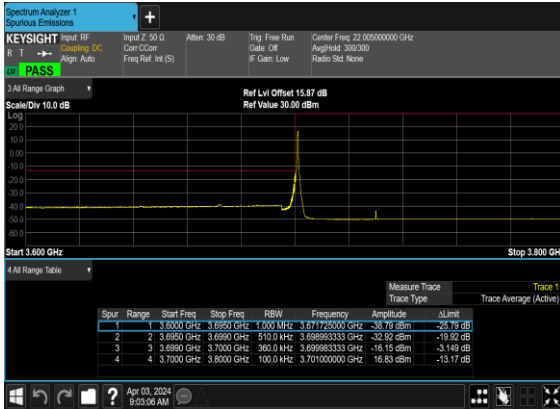 Spectrum Analyzer 1
Spurious Emissions
KEYSIGHT
R T
Input: RF
Coupling: DC
Align: Auto
Input Z: 50 Ω
Corr CCorr
Freq Ref: Int (S)
Atten: 30 dB
Trig: Free Run
Gate: Off
IF Gain: Low
Center Freq: 22.005000000 GHz
Avg|Hold: 300/300
Radio Std: None
PASS
3 All Range Graph
Scale/Div 10.0 dB
Ref Lvl Offset 15.87 dB
Ref Value 30.00 dBm
Log
20.0
10.0
0.00
-10.0
-20.0
-30.0
-40.0
-50.0
-60.0
Start 3.600 GHz
Stop 3.800 GH
4 All Range Table
Measure Trace Trace 1
Trace Type Trace Average (Active)
Spur Range Start Freq Stop Freq RBW Frequency Amplitude ΔLimit
1 1 3.6000 GHz 3.6950 GHz 1.000 MHz 3.671725000 GHz -38.79 dBm -25.79 dB
2 2 3.6950 GHz 3.6990 GHz 510.0 kHz 3.698993333 GHz -32.92 dBm -19.92 dB
3 3 3.6990 GHz 3.7000 GHz 360.0 kHz 3.699983333 GHz -16.15 dBm -3.149 dB
4 4 3.7000 GHz 3.8000 GHz 100.0 kHz 3.701000000 GHz 16.83 dBm -13.17 dB
?
Apr 03, 2024
9:03:06 AM